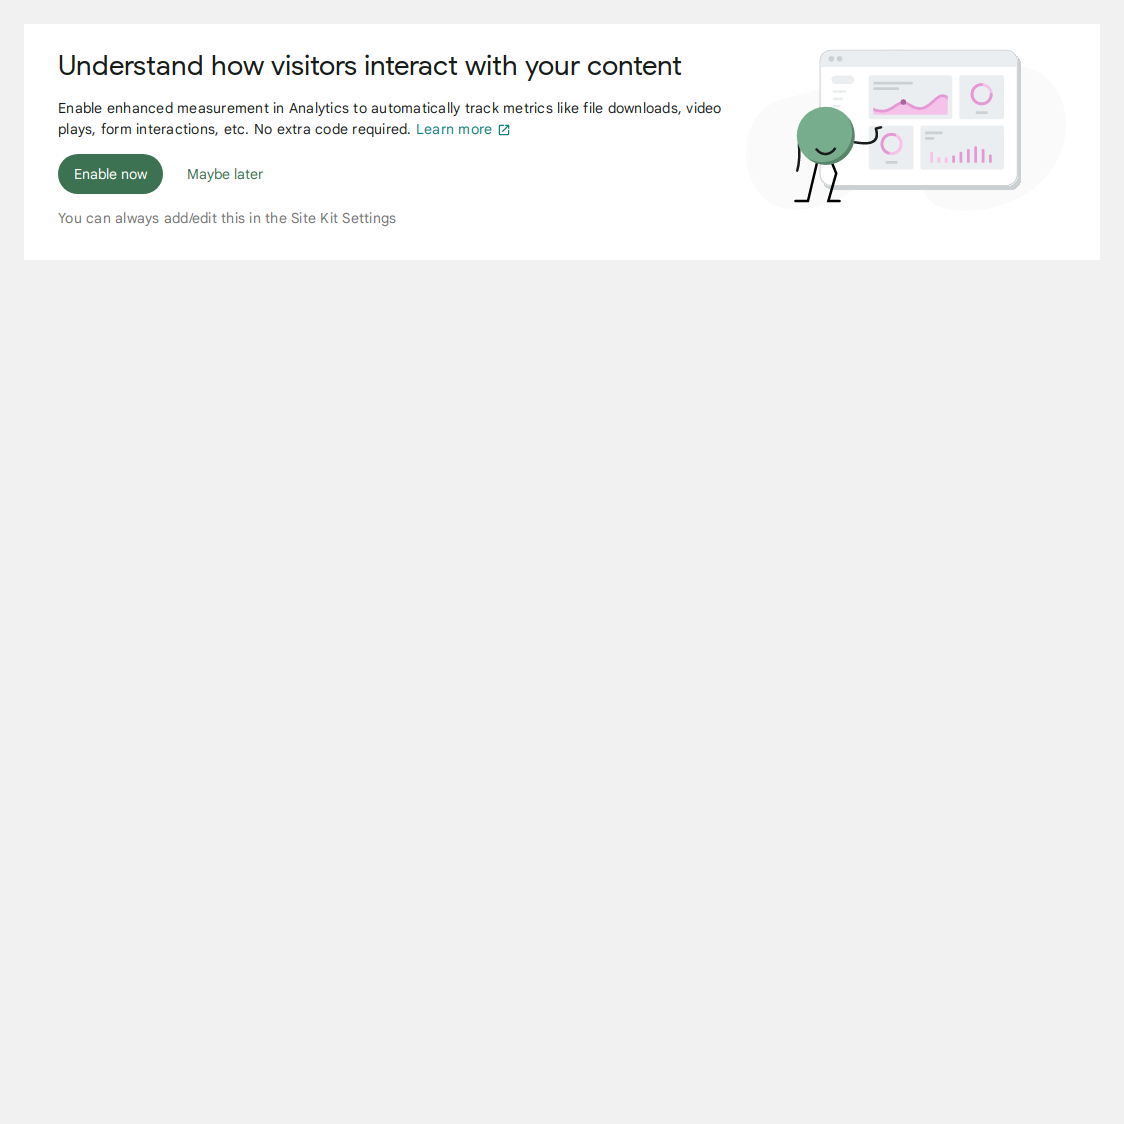 Understand how visitors interact with your content
Enable enhanced measurement in Analytics to automatically track metrics like file downloads, video
plays, form interactions, etc. No extra code required. Learn more
Enable now
Maybe later
You can always add/edit this in the Site Kit Settings